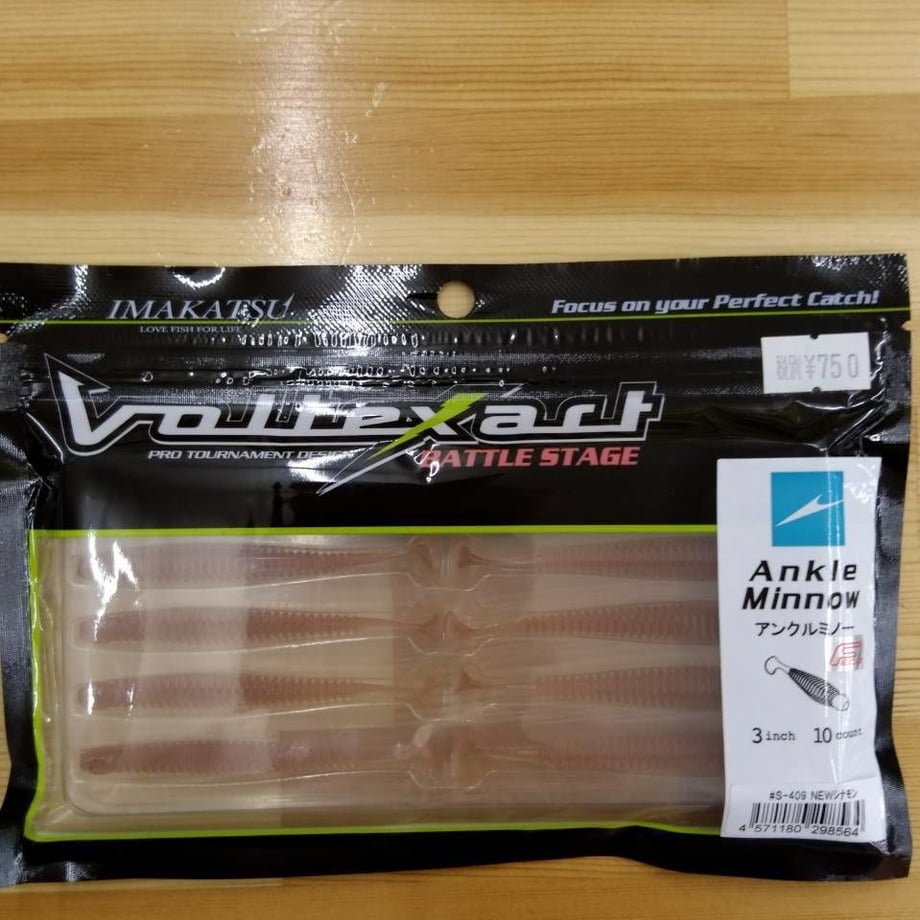 IMAKATSU
LOVE FISH FOR LIFE
Focus on your Perfect Catch!
税別¥750
Voltexart
PRO TOURNAMENT DESIGN
BATTLE STAGE
Ankle
Minnow
アンクルミノー
3 inch 10 count
#S-409 NEWシナモン
4 571180 298564